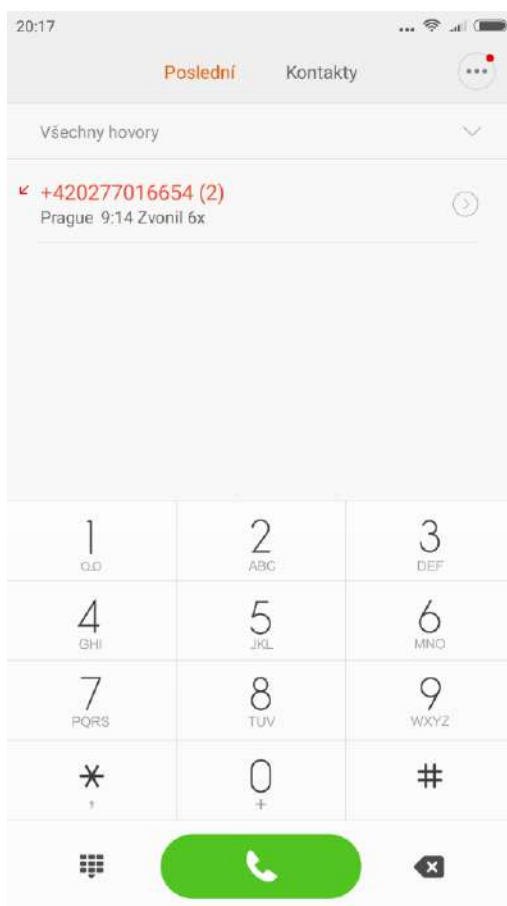 20:17
Poslední Kontakty
Všechny hovory
+420277016654 (2)
Prague 9:14 Zvonil 6x
1 2 3
QO ABC DEF
4 5 6
GHI JKL MNO
7 8 9
PQRS TUV WXYZ
* 0 #
, +